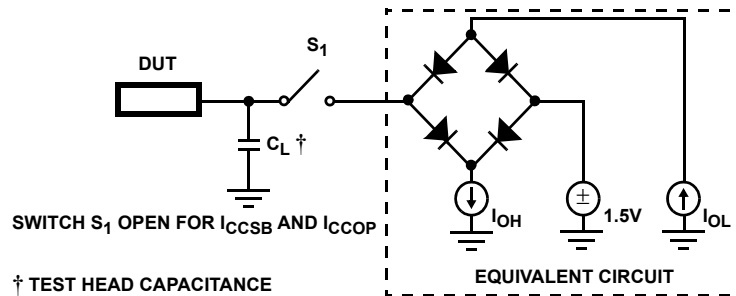 S1
DUT
CL †
IOH
±
1.5V
IOL
SWITCH S1 OPEN FOR ICCSB AND ICCOP
EQUIVALENT CIRCUIT
† TEST HEAD CAPACITANCE